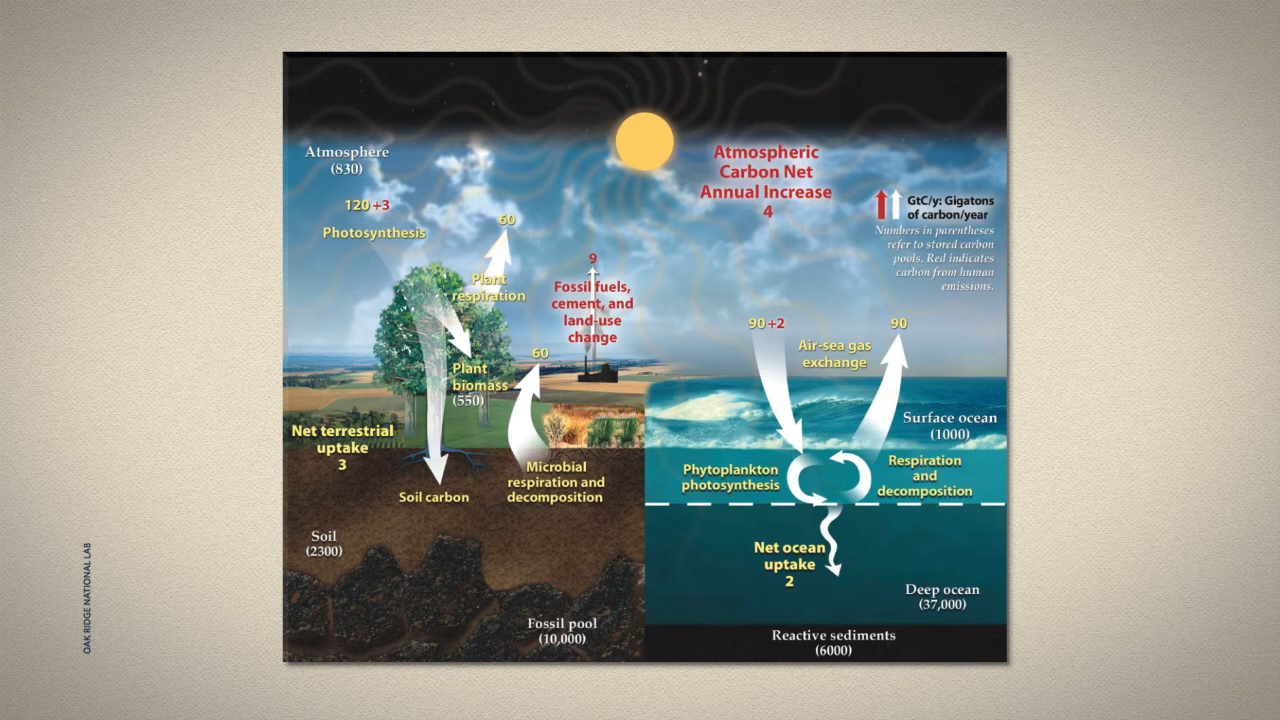 Atmosphere
(830)
120 +3
Photosynthesis
60
Plant
respiration
9
Fossil fuels,
cement, and
land-use
change
Atmospheric
Carbon Net
Annual Increase
4
GtC/y: Gigatons
of carbon/year
Numbers in parentheses
refer to stored carbon
pools. Red indicates
carbon from human
emissions.
Plant
biomass
(550)
60
Net terrestrial
uptake
3
Soil carbon
Microbial
respiration and
decomposition
Soil
(2300)
Fossil pool
(10,000)
90 +2
Air-sea gas
exchange
90
Surface ocean
(1000)
Phytoplankton
photosynthesis
Respiration
and
decomposition
Net ocean
uptake
2
Deep ocean
(37,000)
Reactive sediments
(6000)
OAK RIDGE NATIONAL LAB